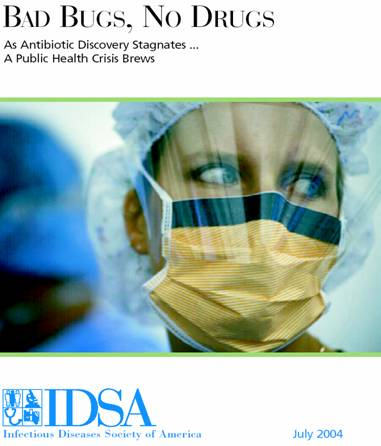 BAD BUGS, NO DRUGS
As Antibiotic Discovery Stagnates ...
A Public Health Crisis Brews
IDSA
Infectious Diseases Society of America
July 2004